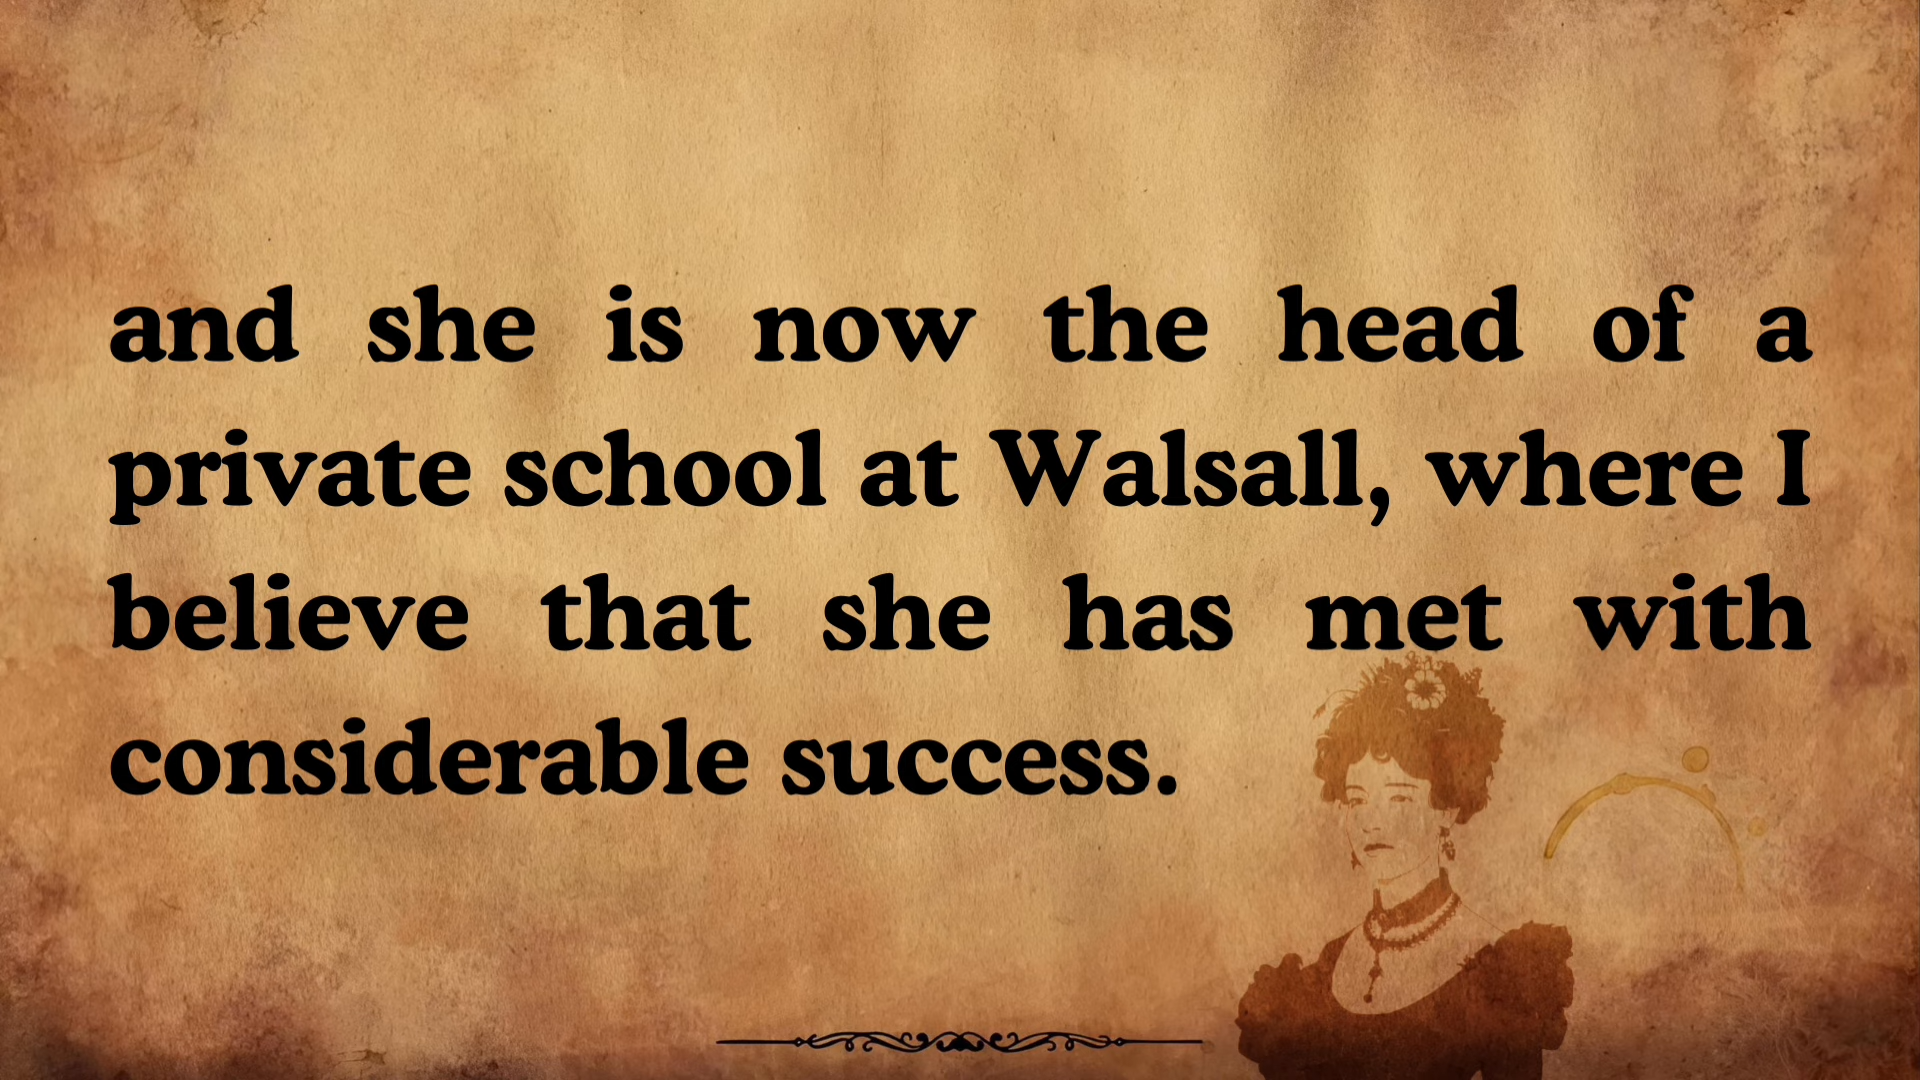 and she is now the head of a
private school at Walsall, where I
believe that she has met with
considerable success.